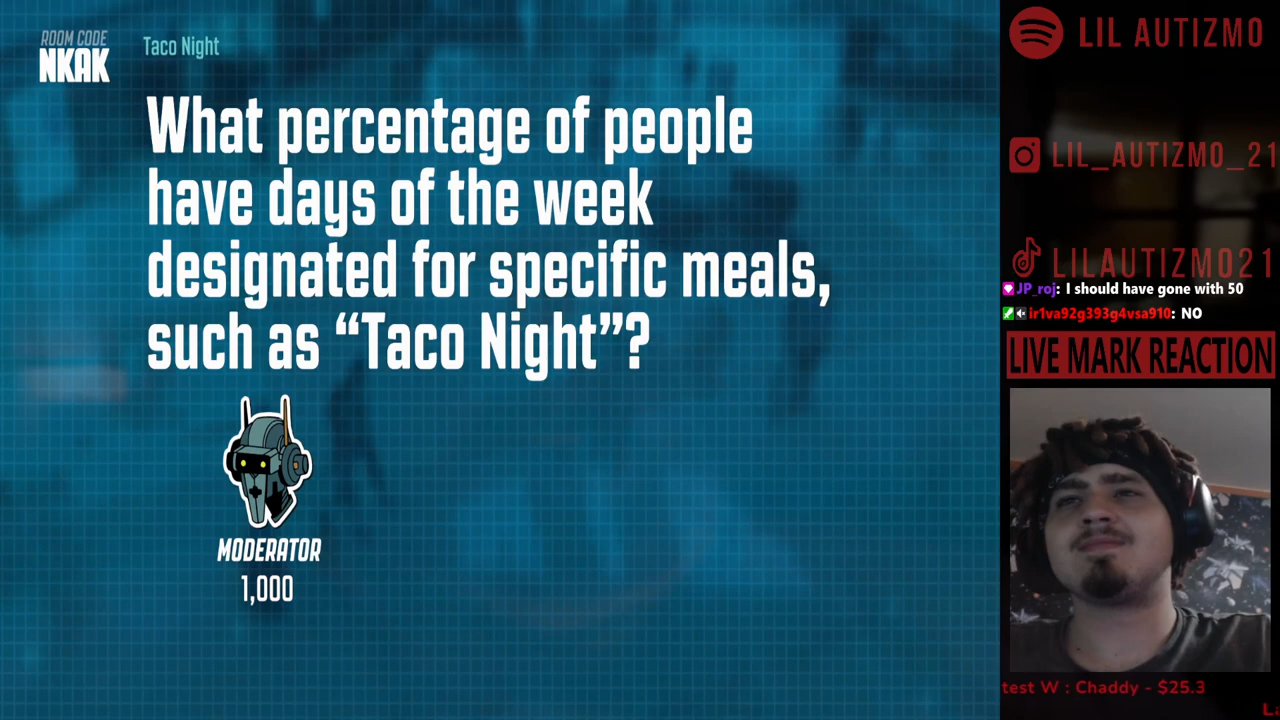 ROOM CODE
NKAK
Taco Night
What percentage of people
have days of the week
designated for specific meals,
such as “Taco Night”?
MODERATOR
1,000
LIL AUTIZMO
LIL_AUTIZMO_21
LILAUTIZMO21
JP_roj: I should have gone with 50
ir1va92g393g4vsa910: NO
LIVE MARK REACTION
test W : Chaddy - $25.3